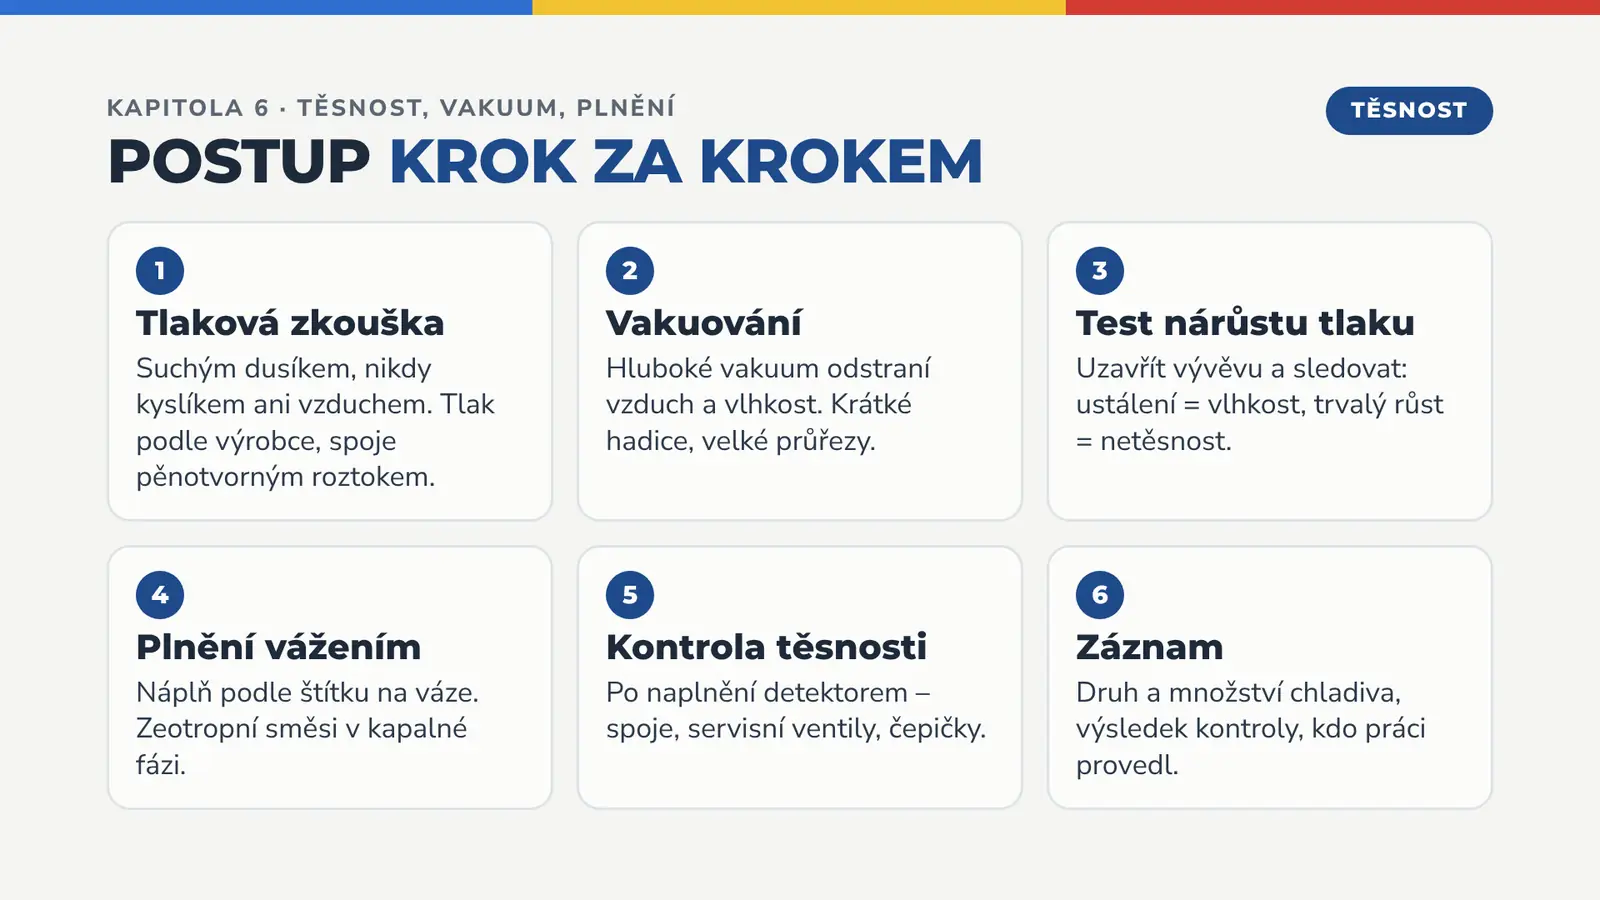 KAPITOLA 6 · TĚSNOST, VAKUUM, PLNĚNÍ
TĚSNOST
POSTUP KROK ZA KROKEM
1
Tlaková zkouška
Suchým dusíkem, nikdy
kyslíkem ani vzduchem. Tlak
podle výrobce, spoje
pěnotvorným roztokem.
2
Vakuování
Hluboké vakuum odstraní
vzduch a vlhkost. Krátké
hadice, velké průřezy.
3
Test nárůstu tlaku
Uzavřít vývěvu a sledovat:
ustálení = vlhkost, trvalý růst
= netěsnost.
4
Plnění vážením
Náplň podle štítku na váze.
Zeotropní směsi v kapalné
fázi.
5
Kontrola těsnosti
Po naplnění detektorem –
spoje, servisní ventily, čepičky.
6
Záznam
Druh a množství chladiva,
výsledek kontroly, kdo práci
provedl.